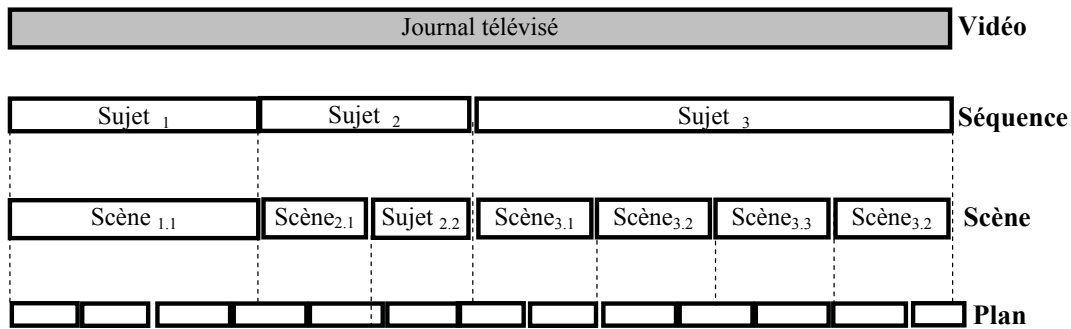 Journal télévisé Vidéo
Sujet 1 Sujet 2 Sujet 3 Séquence
Scène 1.1 Scène2.1 Sujet 2.2 Scène3.1 Scène3.2 Scène3.3 Scène3.2 Scène
Plan